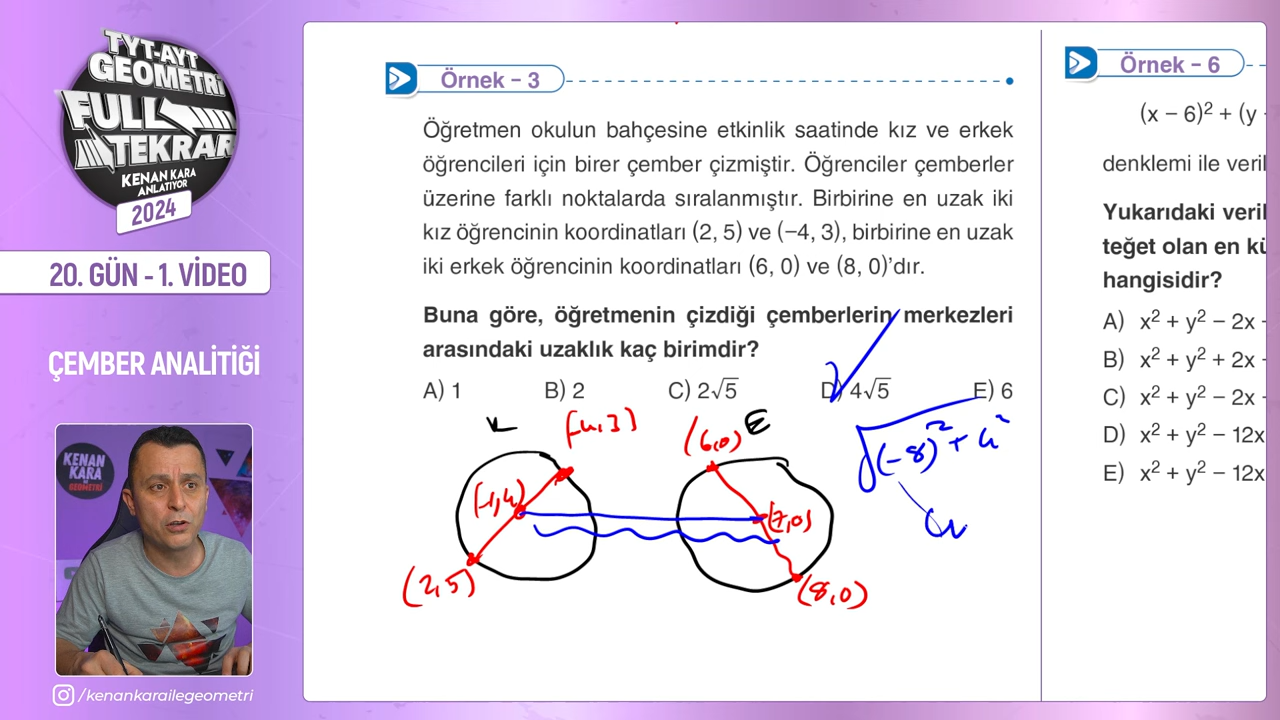 TYT-AYT
GEOMETRİ
FULL
TEKRAR
KENAN KARA
ANLATIYOR
2024
20. GÜN - 1. VİDEO
ÇEMBER ANALİTİĞİ
KENAN
KARA
GEOMETRİ
/kenankarailegeometri
Örnek – 3
Öğretmen okulun bahçesine etkinlik saatinde kız ve erkek
öğrencileri için birer çember çizmiştir. Öğrenciler çemberler
üzerine farklı noktalarda sıralanmıştır. Birbirine en uzak iki
kız öğrencinin koordinatları (2, 5) ve (–4, 3), birbirine en uzak
iki erkek öğrencinin koordinatları (6, 0) ve (8, 0)’dır.
Buna göre, öğretmenin çizdiği çemberlerin merkezleri
arasındaki uzaklık kaç birimdir?
A) 1 B) 2 C) 2√5 D) 4√5 E) 6
K (-4,3) (6,0) E
√(-8)² + 4²
(-1,4) (7,0)
(2,5) (8,0)
Örnek – 6
(x – 6)² + (y
denklemi ile veril
Yukarıdaki veril
teğet olan en kü
hangisidir?
A) x² + y² – 2x
B) x² + y² + 2x
C) x² + y² – 2x
D) x² + y² – 12x
E) x² + y² – 12x